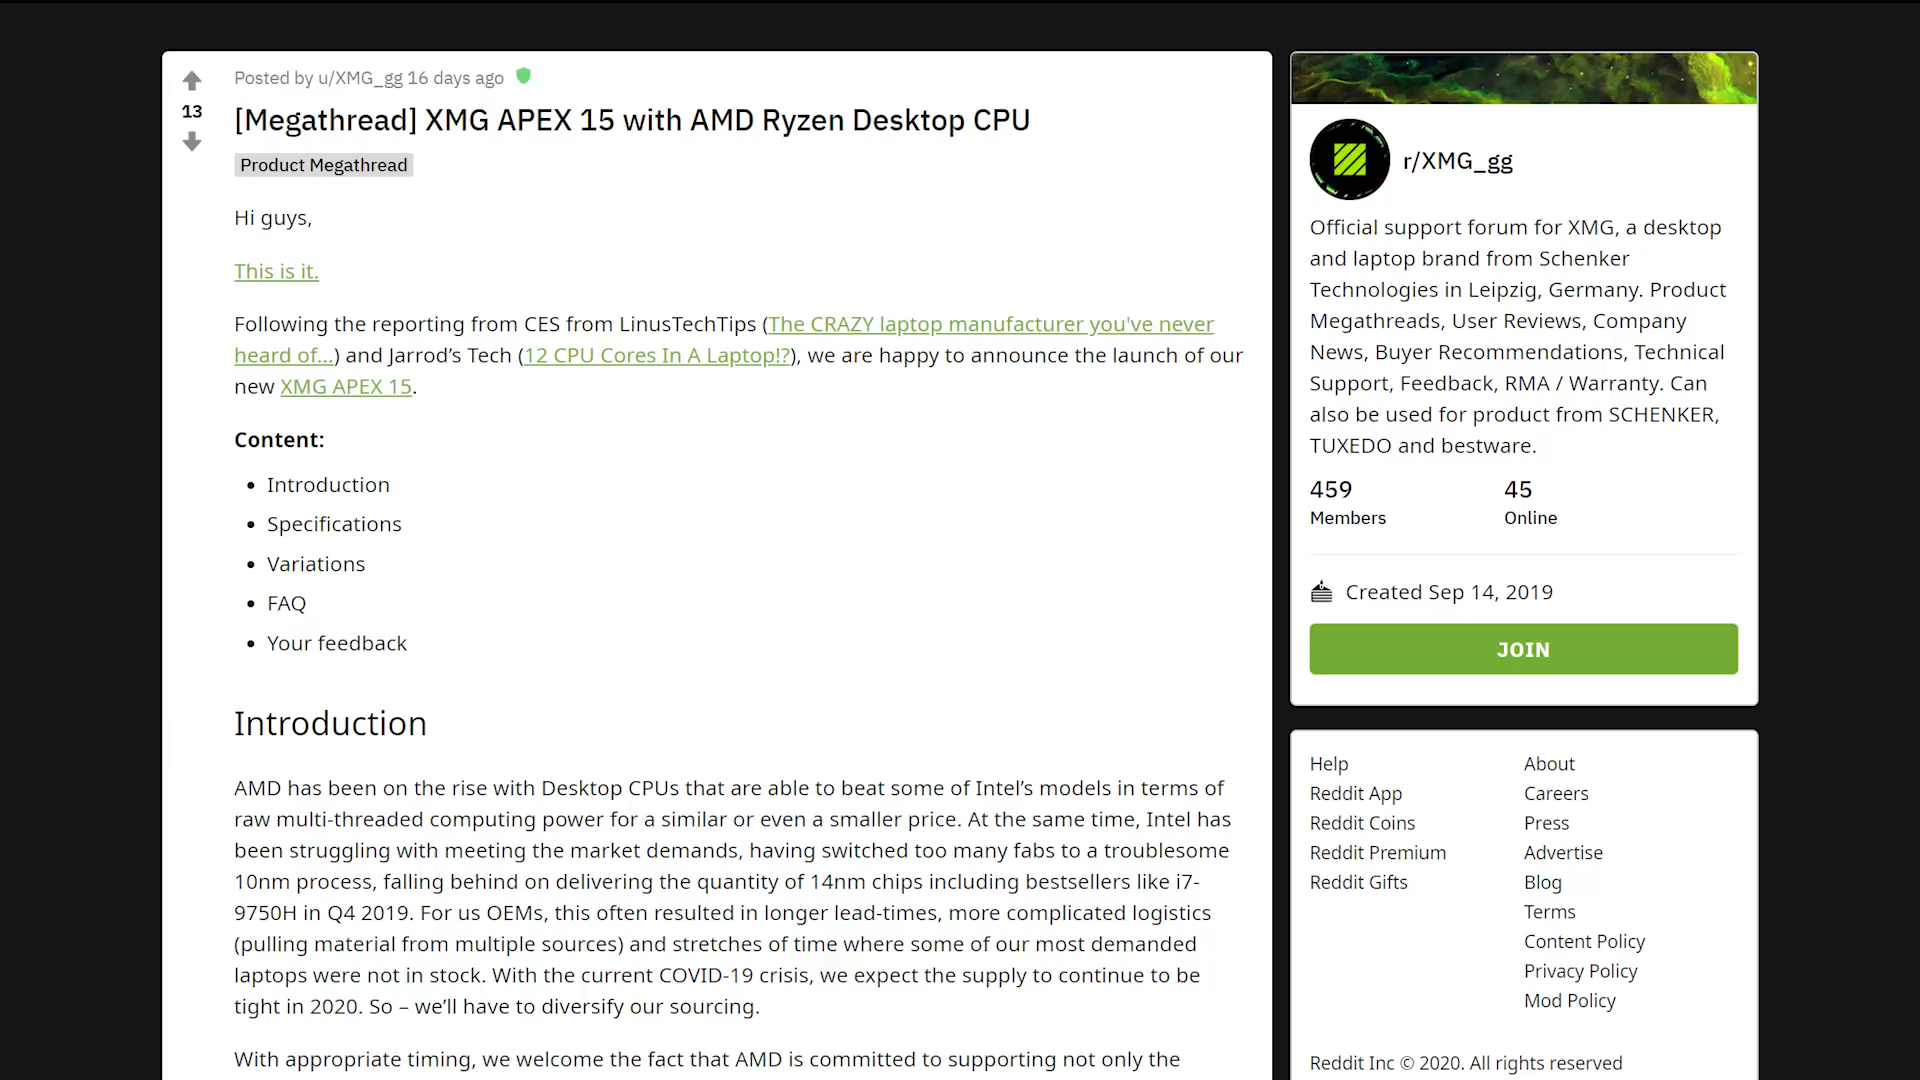 Posted by u/XMG_gg 16 days ago
13
[Megathread] XMG APEX 15 with AMD Ryzen Desktop CPU
Product Megathread
Hi guys,
This is it.
Following the reporting from CES from LinusTechTips (The CRAZY laptop manufacturer you've never
heard of...) and Jarrod’s Tech (12 CPU Cores In A Laptop!?), we are happy to announce the launch of our
new XMG APEX 15.
Content:
• Introduction
• Specifications
• Variations
• FAQ
• Your feedback
Introduction
AMD has been on the rise with Desktop CPUs that are able to beat some of Intel’s models in terms of
raw multi-threaded computing power for a similar or even a smaller price. At the same time, Intel has
been struggling with meeting the market demands, having switched too many fabs to a troublesome
10nm process, falling behind on delivering the quantity of 14nm chips including bestsellers like i7-
9750H in Q4 2019. For us OEMs, this often resulted in longer lead-times, more complicated logistics
(pulling material from multiple sources) and stretches of time where some of our most demanded
laptops were not in stock. With the current COVID-19 crisis, we expect the supply to continue to be
tight in 2020. So – we’ll have to diversify our sourcing.
With appropriate timing, we welcome the fact that AMD is committed to supporting not only the
r/XMG_gg
Official support forum for XMG, a desktop
and laptop brand from Schenker
Technologies in Leipzig, Germany. Product
Megathreads, User Reviews, Company
News, Buyer Recommendations, Technical
Support, Feedback, RMA / Warranty. Can
also be used for product from SCHENKER,
TUXEDO and bestware.
459
Members
45
Online
Created Sep 14, 2019
JOIN
Help
Reddit App
Reddit Coins
Reddit Premium
Reddit Gifts
About
Careers
Press
Advertise
Blog
Terms
Content Policy
Privacy Policy
Mod Policy
Reddit Inc © 2020. All rights reserved